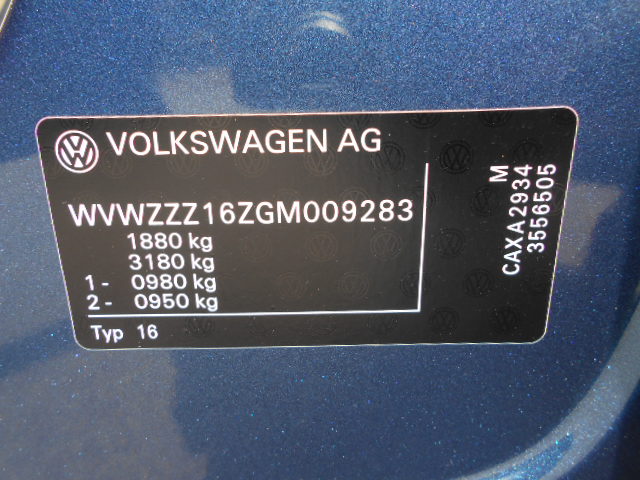 VOLKSWAGEN AG
WVWZZZ16ZGM009283
1880 kg
3180 kg
1- 0980 kg
2- 0950 kg
Typ 16
M
CAXA2934
3556505